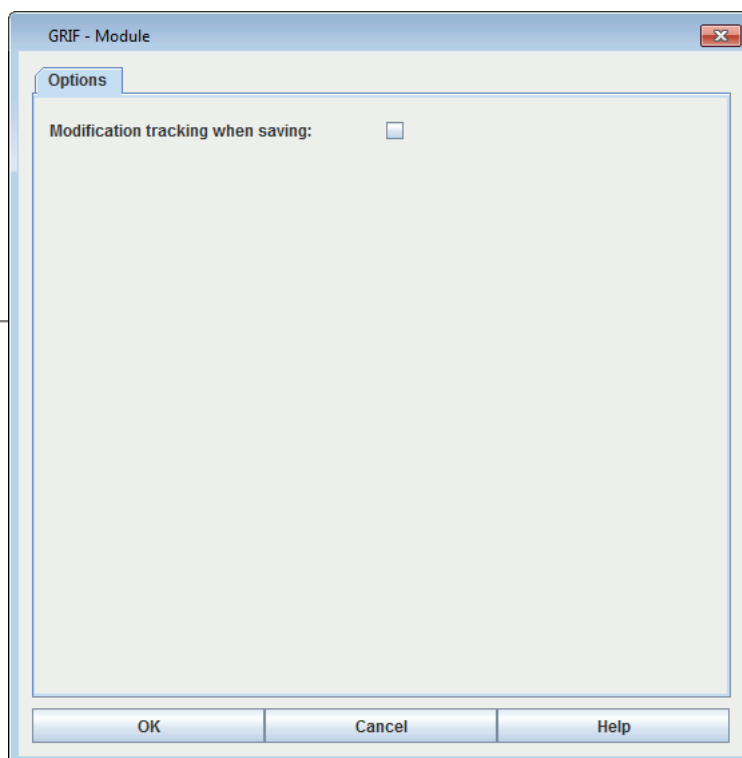 GRIF - Module
Options
Modification tracking when saving:
OK Cancel Help